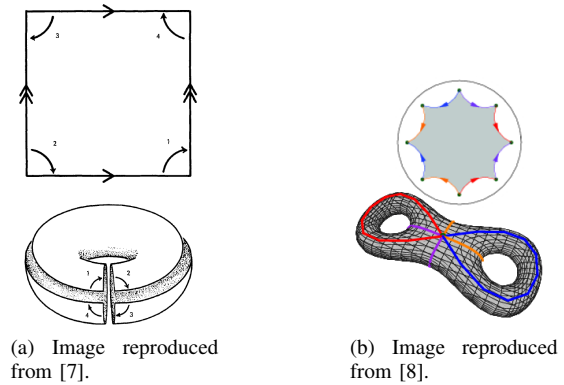 3
4
2
1
1
2
4
3
(a) Image reproduced
from [7].
(b) Image reproduced
from [8].